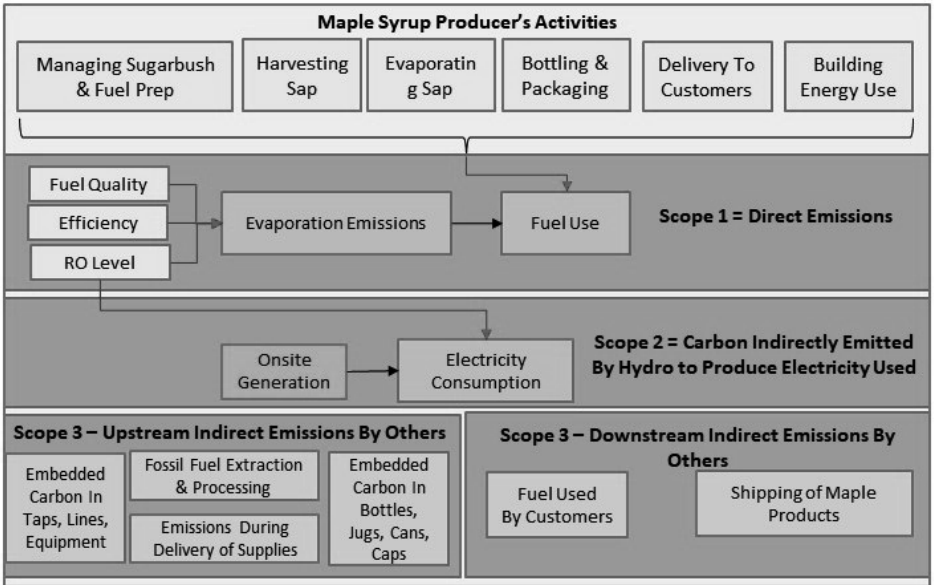 Maple Syrup Producer's Activities
Managing Sugarbush
& Fuel Prep
Harvesting
Sap
Evaporatin
g Sap
Bottling &
Packaging
Delivery To
Customers
Building
Energy Use
Fuel Quality
Efficiency
RO Level
Evaporation Emissions
Fuel Use
Scope 1 = Direct Emissions
Onsite
Generation
Electricity
Consumption
Scope 2 = Carbon Indirectly Emitted
By Hydro to Produce Electricity Used
Scope 3 – Upstream Indirect Emissions By Others
Embedded
Carbon In
Taps, Lines,
Equipment
Fossil Fuel Extraction
& Processing
Emissions During
Delivery of Supplies
Embedded
Carbon In
Bottles,
Jugs, Cans,
Caps
Scope 3 – Downstream Indirect Emissions By
Others
Fuel Used
By Customers
Shipping of Maple
Products